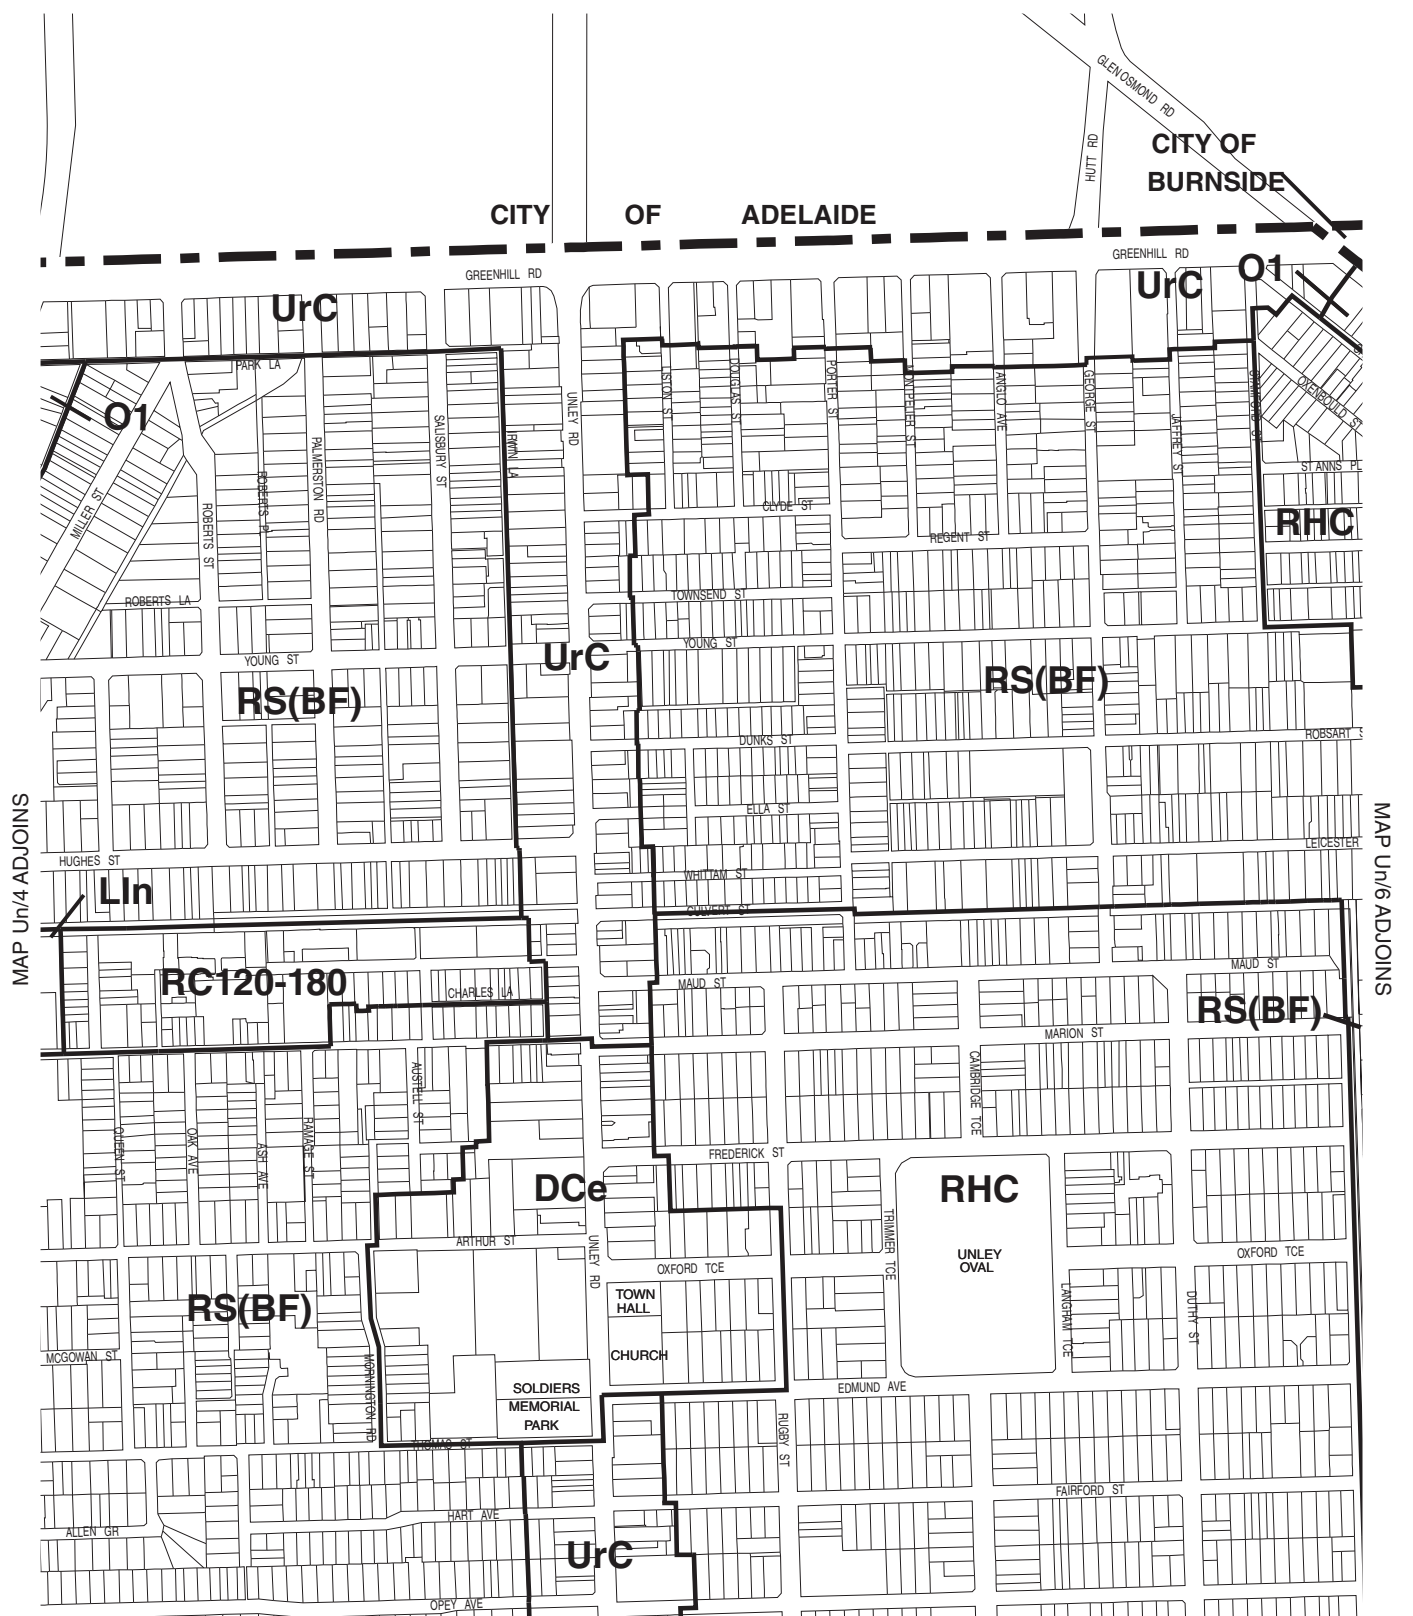 GLEN OSMOND RD
HUTT RD
CITY OF
BURNSIDE
CITY OF ADELAIDE
GREENHILL RD
GREENHILL RD
UrC
UrC
O1
PARK LA
O1
LISTON ST
DOUGLAS ST
PORTER ST
MONTPELIER ST
ANGLO AVE
GEORGE ST
JAFFREY ST
OXENBOULD ST
UNLEY RD
SALISBURY ST
IRWIN LA
PALMERSTON RD
ROBERTS PL
ROBERTS ST
MILLER ST
ST ANNS PL
CLYDE ST
RHC
REGENT ST
ROBERTS LA
TOWNSEND ST
YOUNG ST
YOUNG ST
UrC
RS(BF)
RS(BF)
DUNKS ST
ROBSART S
ELLA ST
MAP Un/4 ADJOINS
MAP Un/6 ADJOINS
HUGHES ST
LEICESTER
WHITTAM ST
LIn
CULVERT ST
MAUD ST
RC120-180
CHARLES LA
MAUD ST
RS(BF)
MARION ST
AUSTELL ST
CAMBRIDGE TCE
QUEEN ST
OAK AVE
ASH AVE
RAMAGE ST
FREDERICK ST
DCe
RHC
TRIMMER TCE
ARTHUR ST
UNLEY RD
UNLEY
OVAL
OXFORD TCE
OXFORD TCE
TOWN
HALL
RS(BF)
LANGHAM TCE
DUTHY ST
MCGOWAN ST
MORNINGTON RD
CHURCH
SOLDIERS
MEMORIAL
PARK
EDMUND AVE
RUGBY ST
THOMAS ST
FAIRFORD ST
HART AVE
ALLEN GR
UrC
OPEY AVE